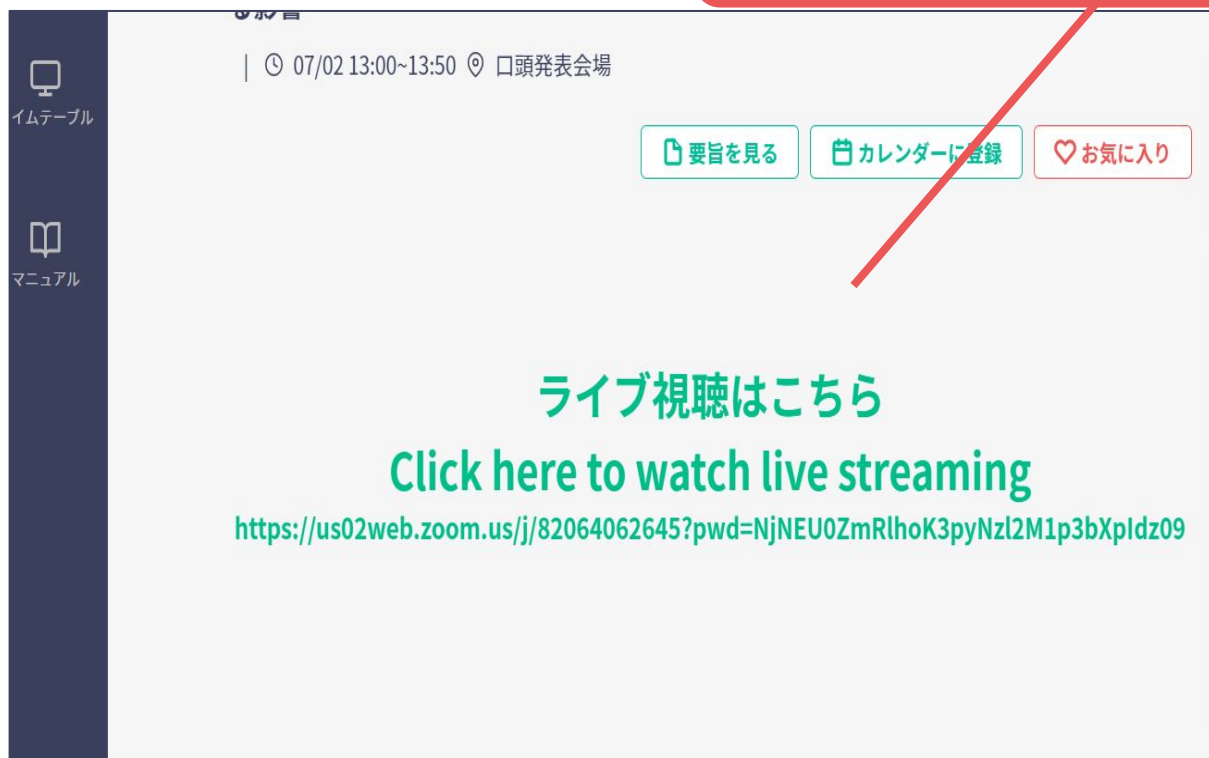 イムテーブル
マニュアル
る影響
| 07/02 13:00~13:50 口頭発表会場
要旨を見る カレンダーに登録 お気に入り
ライブ視聴はこちら
Click here to watch live streaming
https://us02web.zoom.us/j/82064062645?pwd=NjNEU0ZmRlhoK3pyNzl2M1p3bXpIdz09